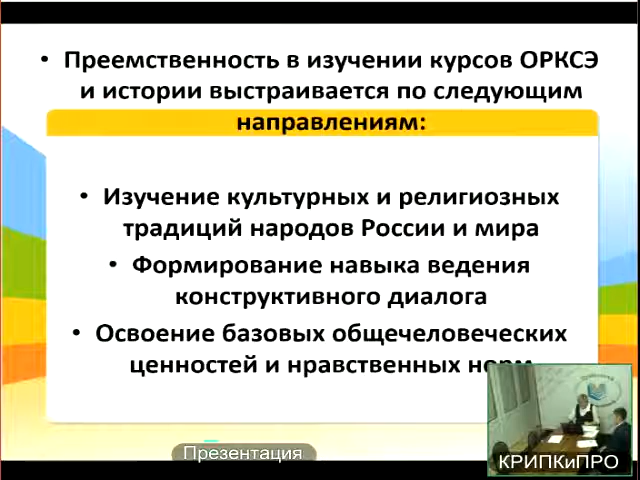 • Преемственность в изучении курсов ОРКСЭ
и истории выстраивается по следующим
направлениям:
• Изучение культурных и религиозных
традиций народов России и мира
• Формирование навыка ведения
конструктивного диалога
• Освоение базовых общечеловеческих
ценностей и нравственных норм
Презентация
КРИПКиПРО